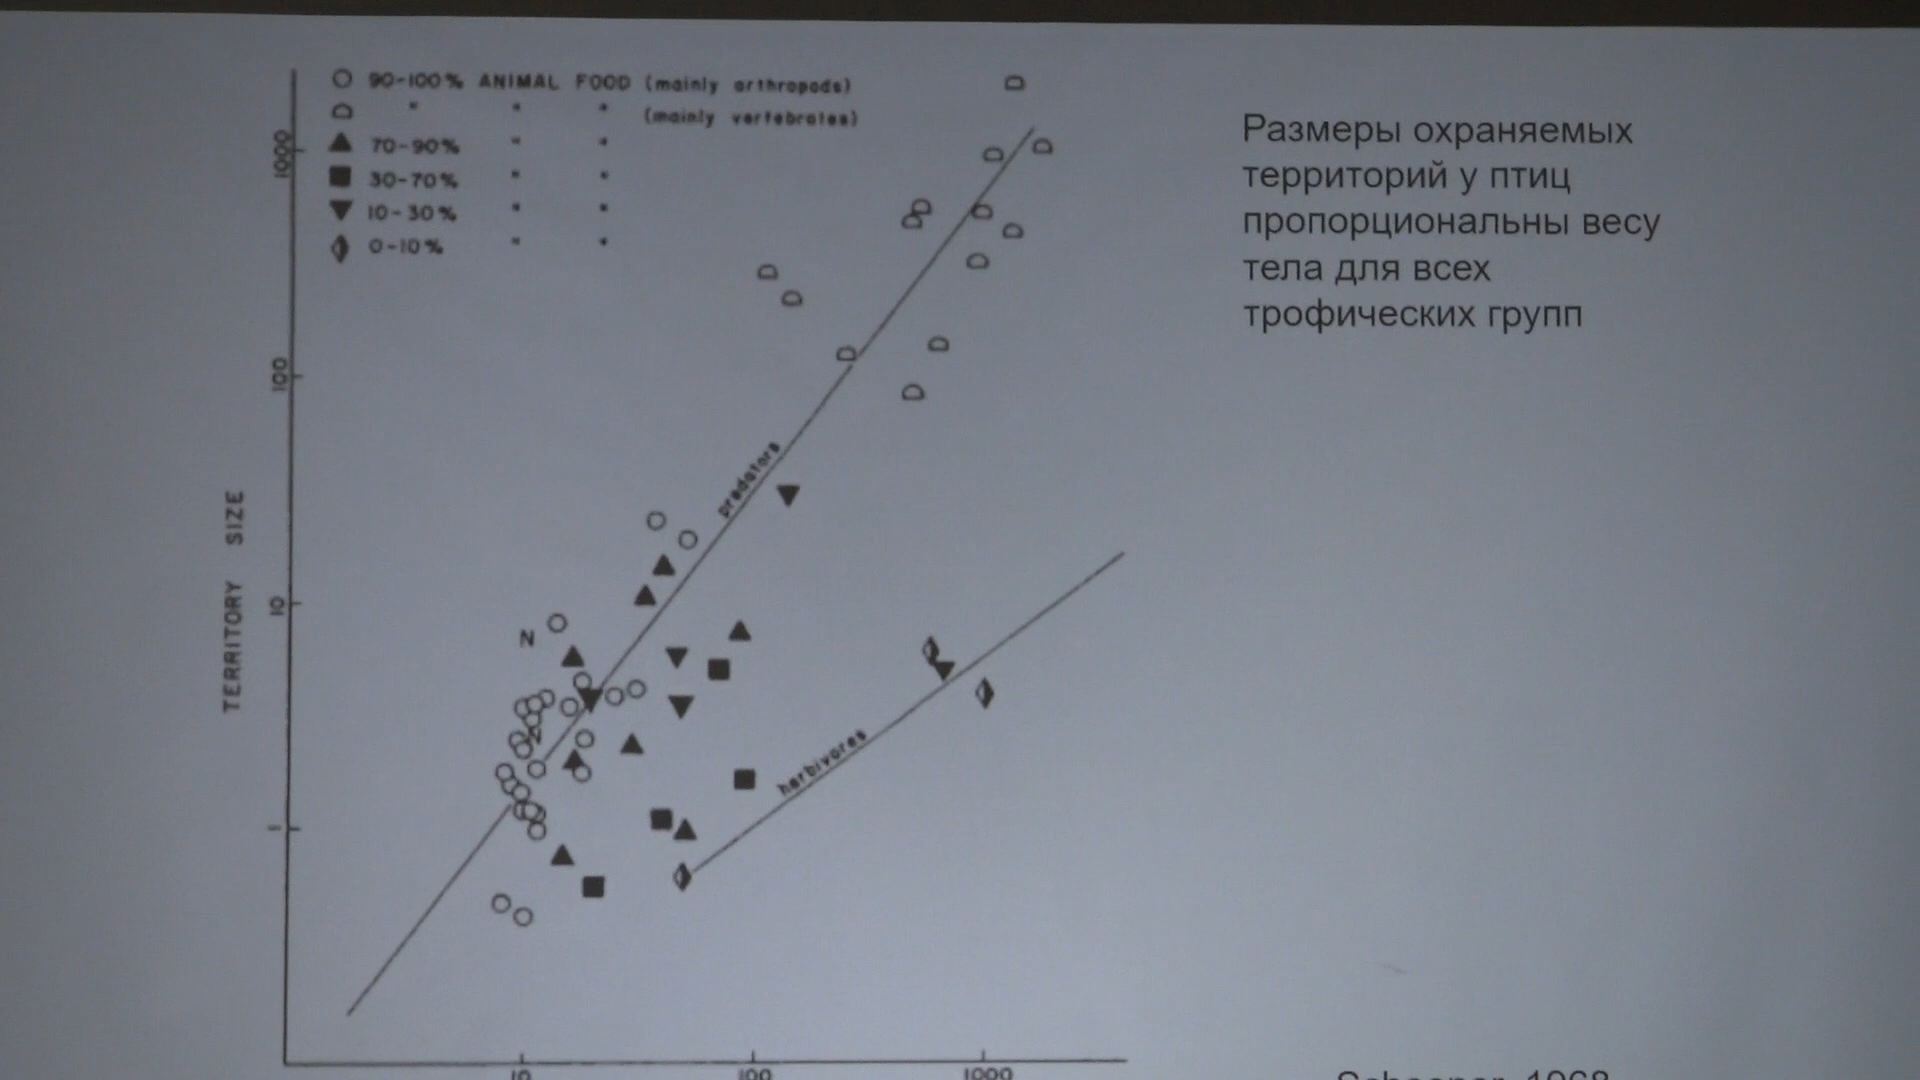 90-100% ANIMAL FOOD (mainly arthropods)
" " " (mainly vertebrates)
70-90% " "
30-70% " "
10-30% " "
0-10% " "
1000
100
10
1
TERRITORY SIZE
predators
herbivores
N
N
10 100 1000
Размеры охраняемых
территорий у птиц
пропорциональны весу
тела для всех
трофических групп
Schoener, 1968